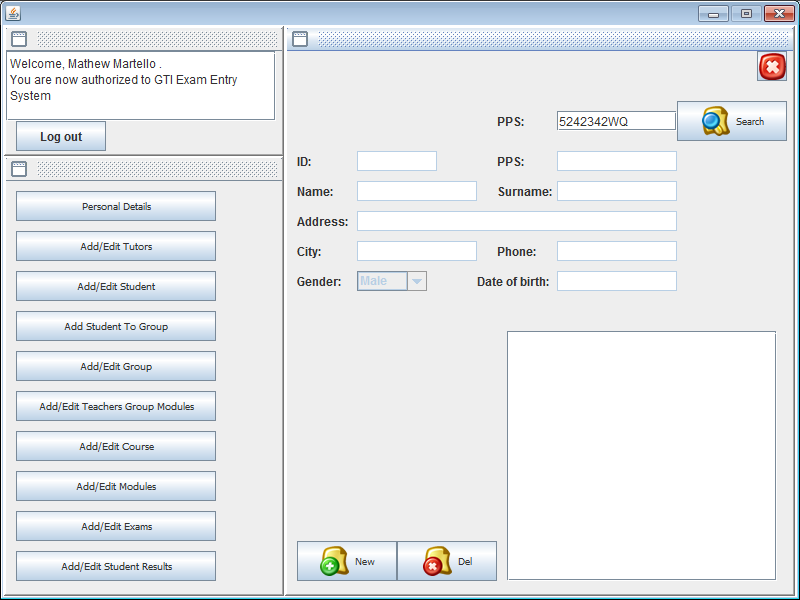 Welcome, Mathew Martello .
You are now authorized to GTI Exam Entry
System
Log out
Personal Details
Add/Edit Tutors
Add/Edit Student
Add Student To Group
Add/Edit Group
Add/Edit Teachers Group Modules
Add/Edit Course
Add/Edit Modules
Add/Edit Exams
Add/Edit Student Results
PPS: 5242342WQ Search
ID: PPS:
Name: Surname:
Address:
City: Phone:
Gender: Male Date of birth:
New Del